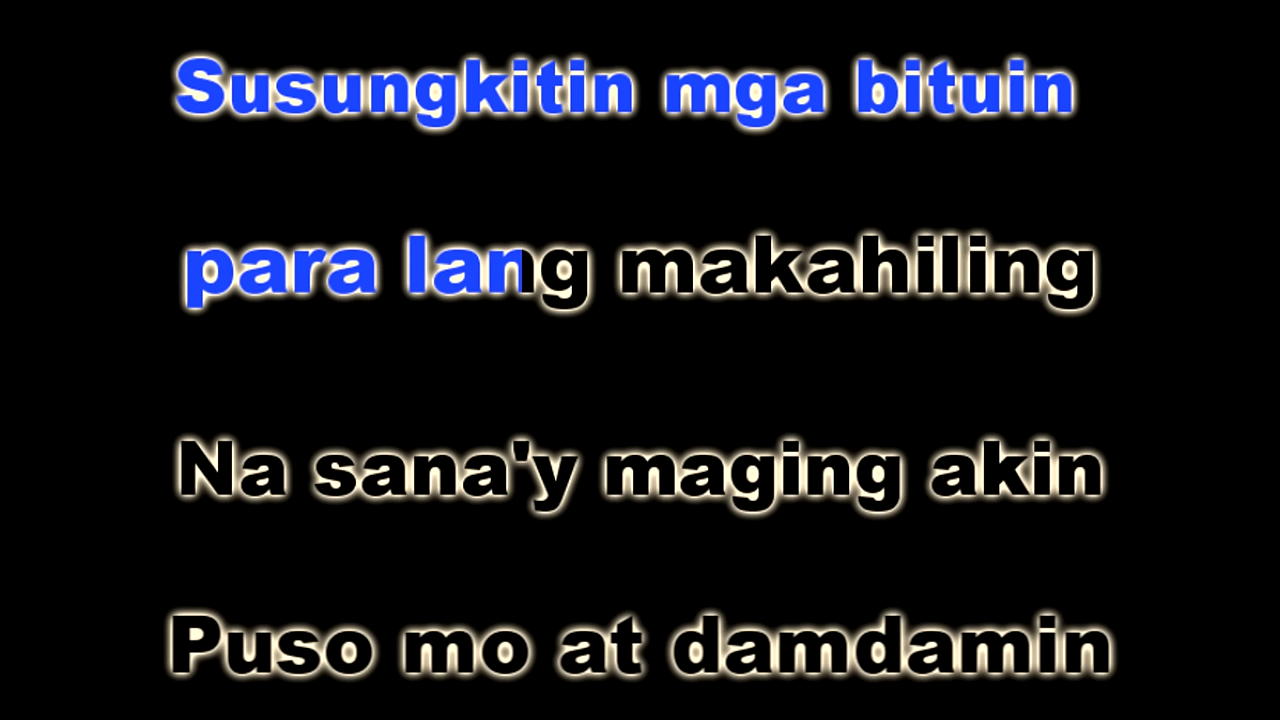 Susungkitin mga bituin
para lang makahiling
Na sana'y maging akin
Puso mo at damdamin